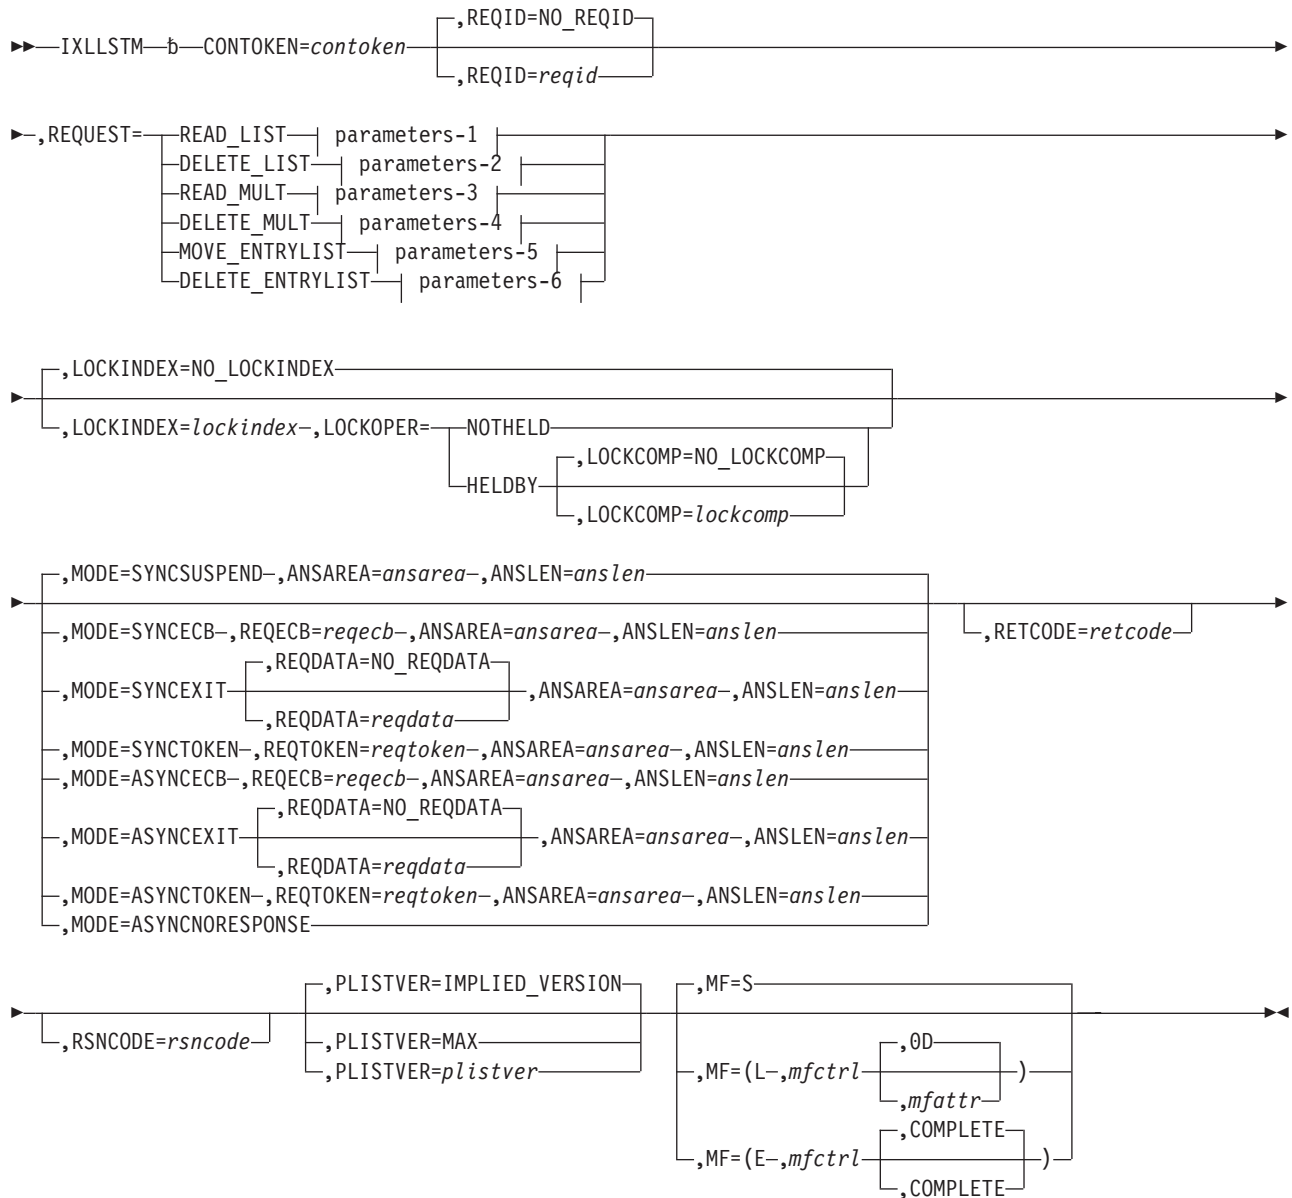 ,REQID=NO_REQID
IXLLSTM ƀ CONTOKEN=contoken
,REQID=reqid
,REQUEST= READ_LIST parameters-1
DELETE_LIST parameters-2
READ_MULT parameters-3
DELETE_MULT parameters-4
MOVE_ENTRYLIST parameters-5
DELETE_ENTRYLIST parameters-6
,LOCKINDEX=NO_LOCKINDEX
,LOCKINDEX=lockindex ,LOCKOPER= NOTHELD
,LOCKCOMP=NO_LOCKCOMP
HELDBY
,LOCKCOMP=lockcomp
,MODE=SYNCSUSPEND ,ANSAREA=ansarea ,ANSLEN=anslen
,MODE=SYNCECB ,REQECB=reqecb ,ANSAREA=ansarea ,ANSLEN=anslen
,RETCODE=retcode
,REQDATA=NO_REQDATA
,MODE=SYNCEXIT ,ANSAREA=ansarea ,ANSLEN=anslen
,REQDATA=reqdata
,MODE=SYNCTOKEN ,REQTOKEN=reqtoken ,ANSAREA=ansarea ,ANSLEN=anslen
,MODE=ASYNCECB ,REQECB=reqecb ,ANSAREA=ansarea ,ANSLEN=anslen
,REQDATA=NO_REQDATA
,MODE=ASYNCEXIT ,ANSAREA=ansarea ,ANSLEN=anslen
,REQDATA=reqdata
,MODE=ASYNCTOKEN ,REQTOKEN=reqtoken ,ANSAREA=ansarea ,ANSLEN=anslen
,MODE=ASYNCNORESPONSE
,RSNCODE=rsncode
,PLISTVER=IMPLIED_VERSION
,PLISTVER=MAX
,PLISTVER=plistver
,MF=S
,0D
,MF=(L ,mfctrl )
,mfattr
,COMPLETE
,MF=(E ,mfctrl )
,COMPLETE